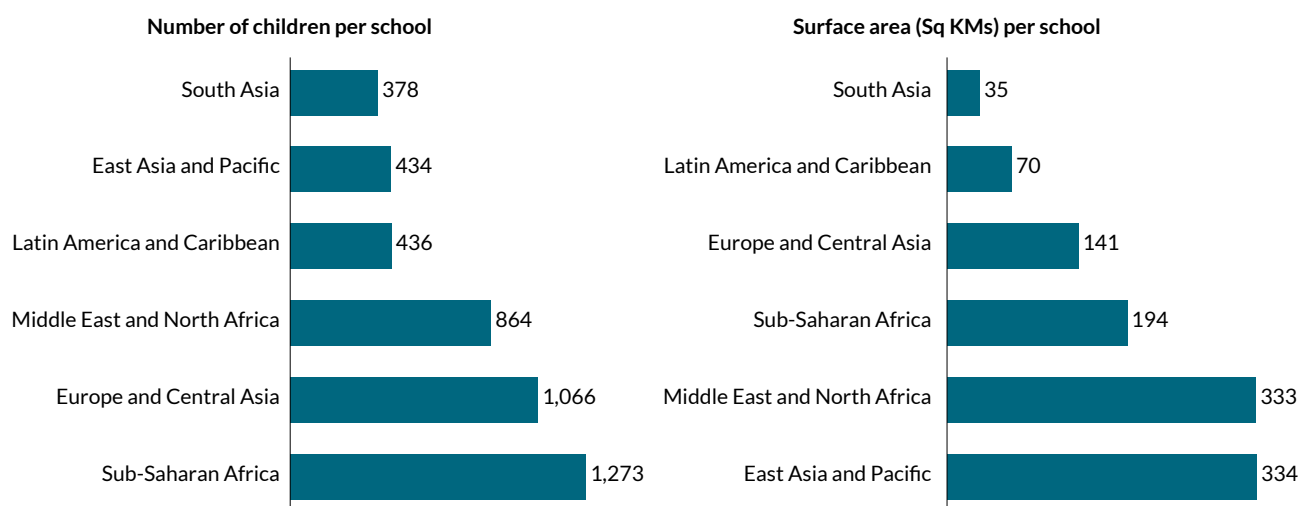 Number of children per school
South Asia 378
East Asia and Pacific 434
Latin America and Caribbean 436
Middle East and North Africa 864
Europe and Central Asia 1,066
Sub-Saharan Africa 1,273
Surface area (Sq KMs) per school
South Asia 35
Latin America and Caribbean 70
Europe and Central Asia 141
Sub-Saharan Africa 194
Middle East and North Africa 333
East Asia and Pacific 334